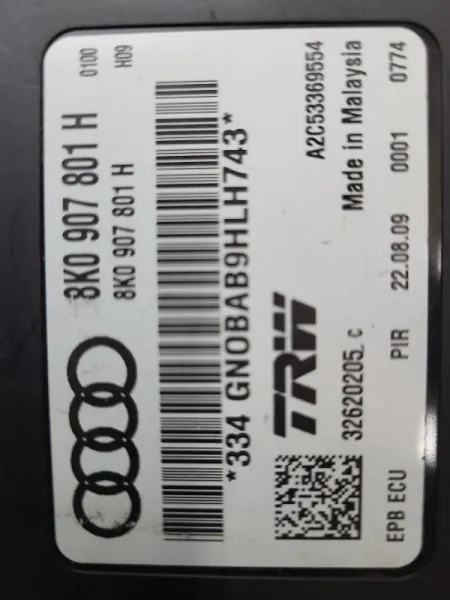 8K0 907 801 H 0100
8K0 907 801 H H09
*334 GNOBAB9HLH743*
TRW A2C53369554
32620205. c Made in Malaysia
EPB ECU PIR 22.08.09 0001 0774